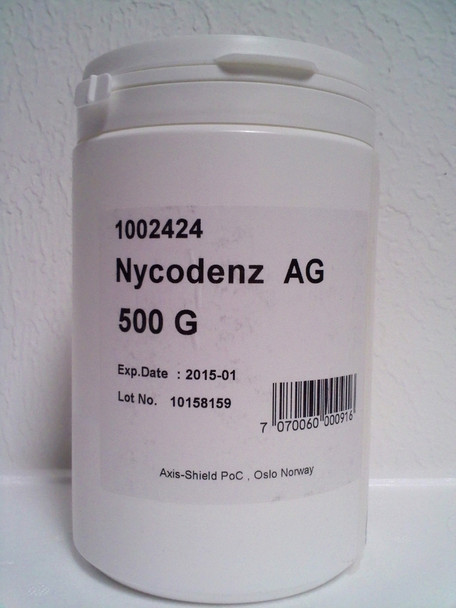 1002424
Nycodenz AG
500 G
Exp.Date : 2015-01
Lot No. 10158159
7 070060 000916
Axis-Shield PoC , Oslo Norway